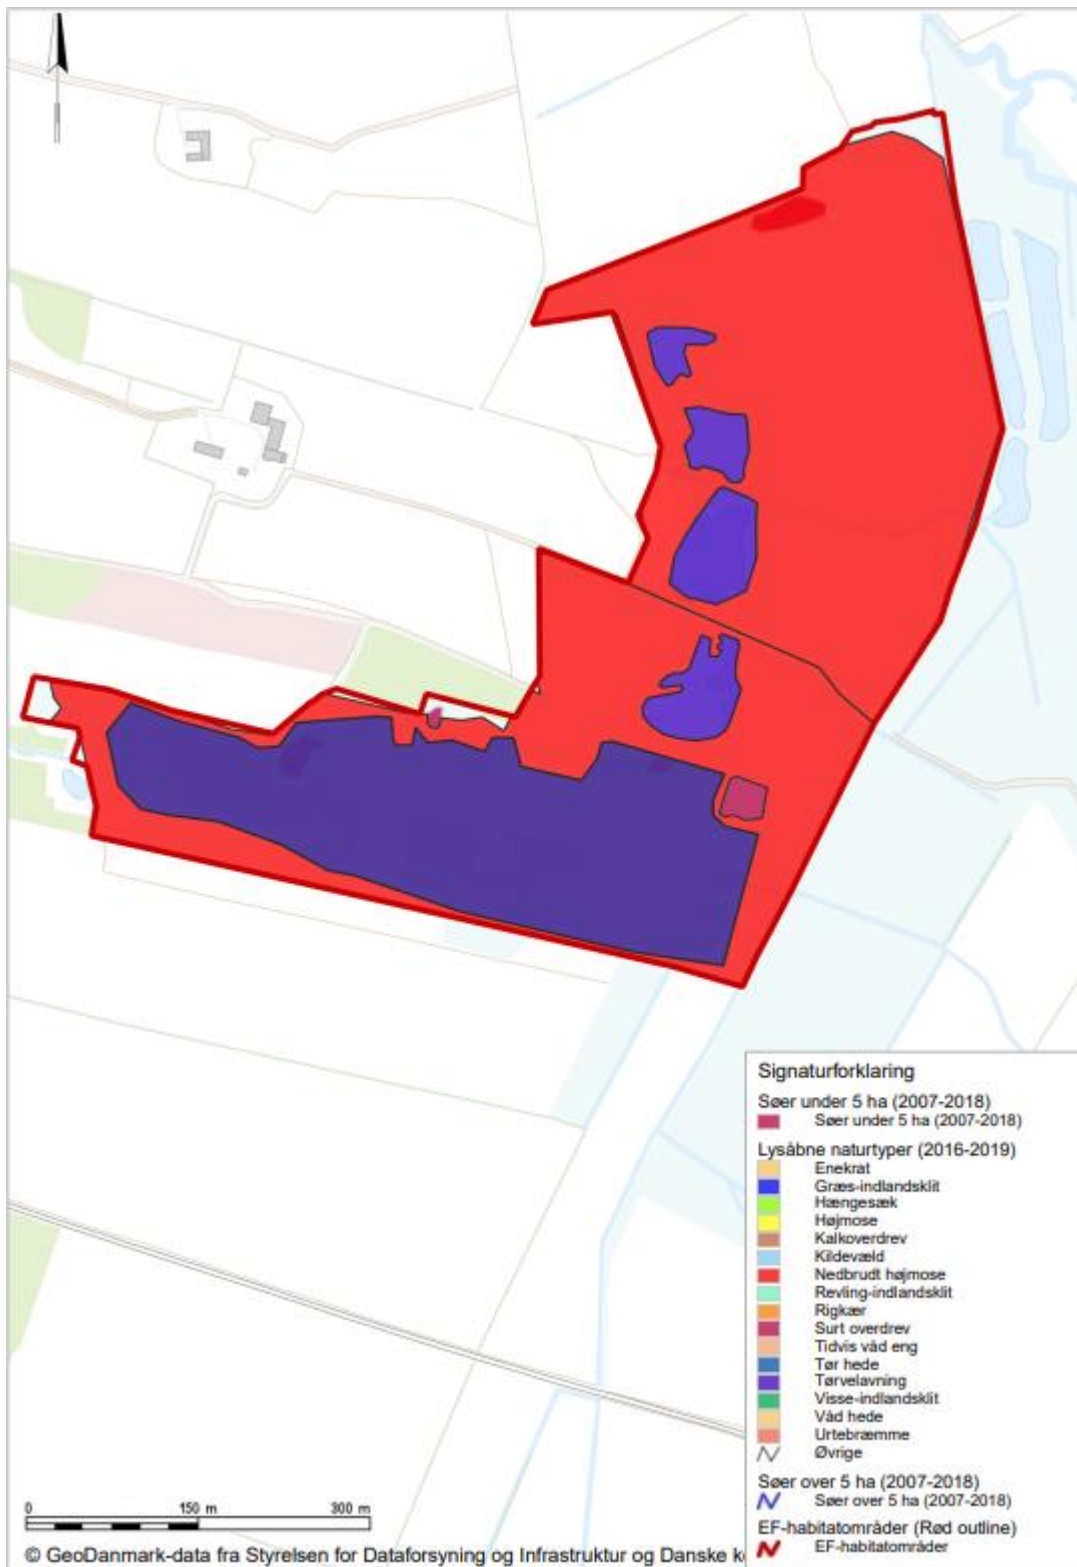 Signaturforklaring
Søer under 5 ha (2007-2018)
Søer under 5 ha (2007-2018)
Lysåbne naturtyper (2016-2019)
Enekrat
Græs-indlandsklit
Hængesæk
Højmose
Kalkoverdrev
Kildevæld
Nedbrudt højmose
Revling-indlandsklit
Rigkær
Surt overdrev
Tidvis våd eng
Tør hede
Tørvelavning
Visse-indlandsklit
Våd hede
Urtebræmme
Øvrige
Søer over 5 ha (2007-2018)
Søer over 5 ha (2007-2018)
EF-habitatområder (Rød outline)
EF-habitatområder
0 150 m 300 m
© GeoDanmark-data fra Styrelsen for Dataforsyning og Infrastruktur og Danske